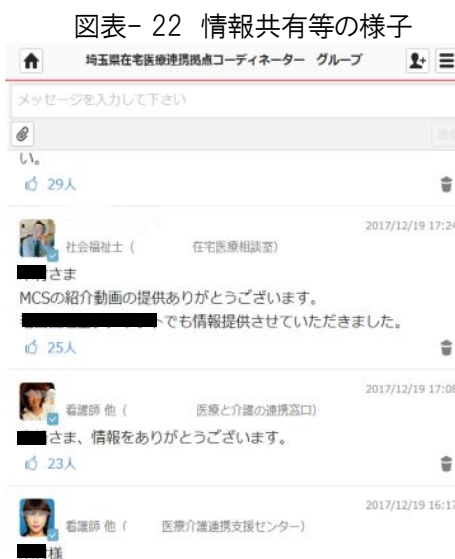 図表- 22 情報共有等の様子
埼玉県在宅医療連携拠点コーディネーター グループ
メッセージを入力して下さい
い。
29人
2017/12/19 17:24
社会福祉士（ 在宅医療相談室）
さま
MCSの紹介動画の提供ありがとうございます。
でも情報提供させていただきました。
25人
2017/12/19 17:08
看護師 他（ 医療と介護の連携窓口）
さま、情報をありがとうございます。
23人
2017/12/19 16:17
看護師 他（ 医療介護連携支援センター）
様